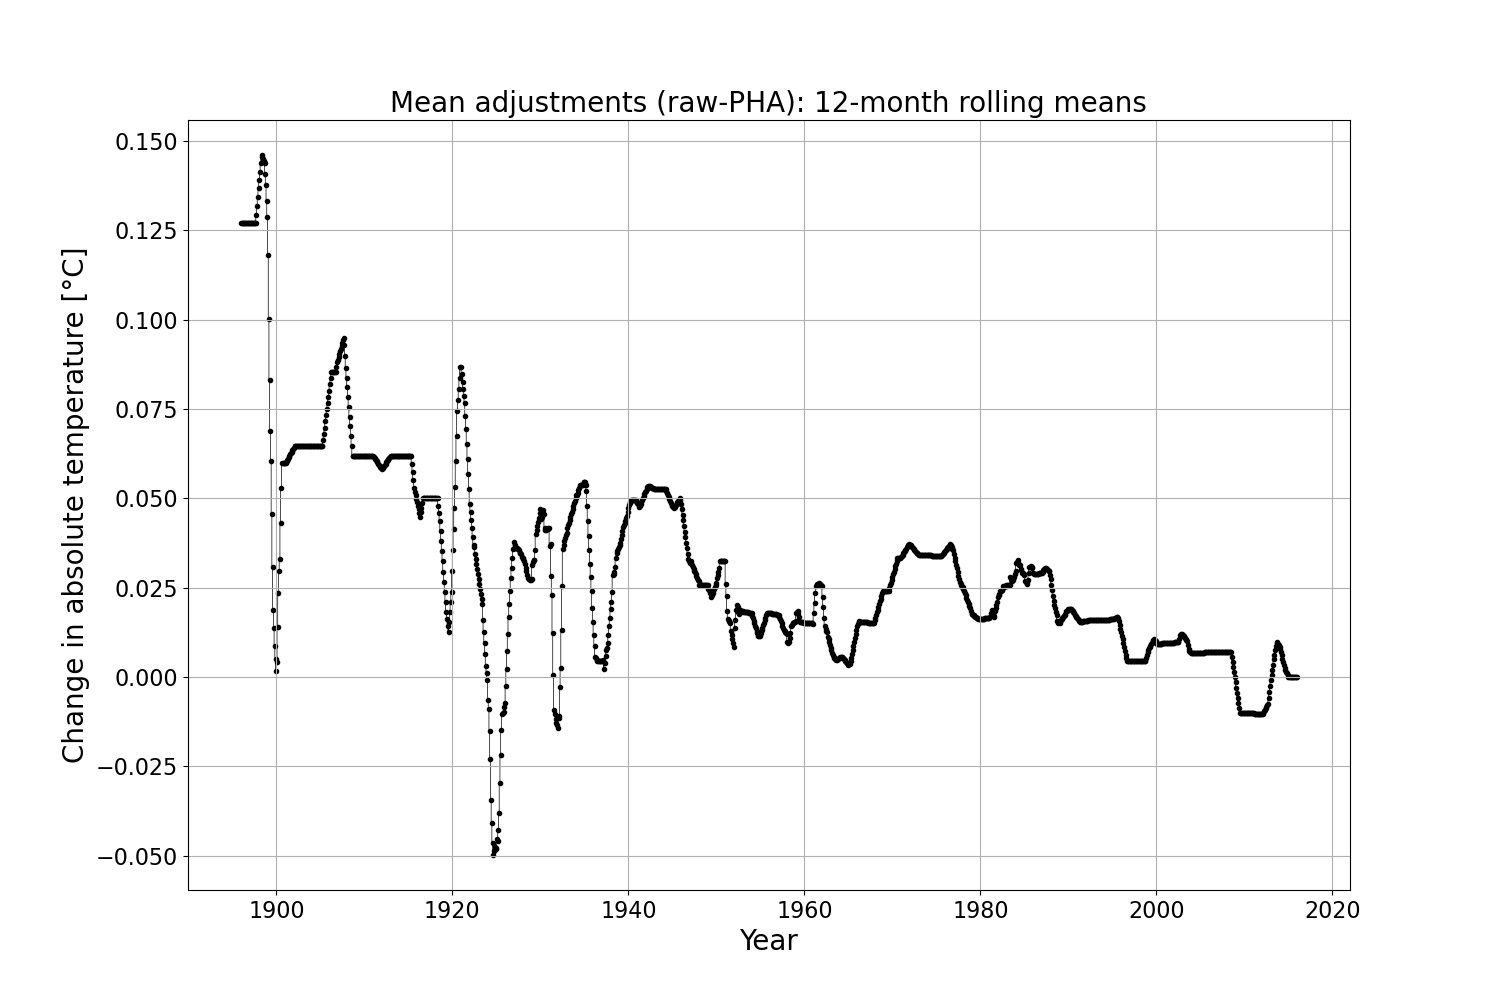 Mean adjustments (raw-PHA): 12-month rolling means
Change in absolute temperature [°C]
0.150
0.125
0.100
0.075
0.050
0.025
0.000
−0.025
−0.050
1900 1920 1940 1960 1980 2000 2020
Year